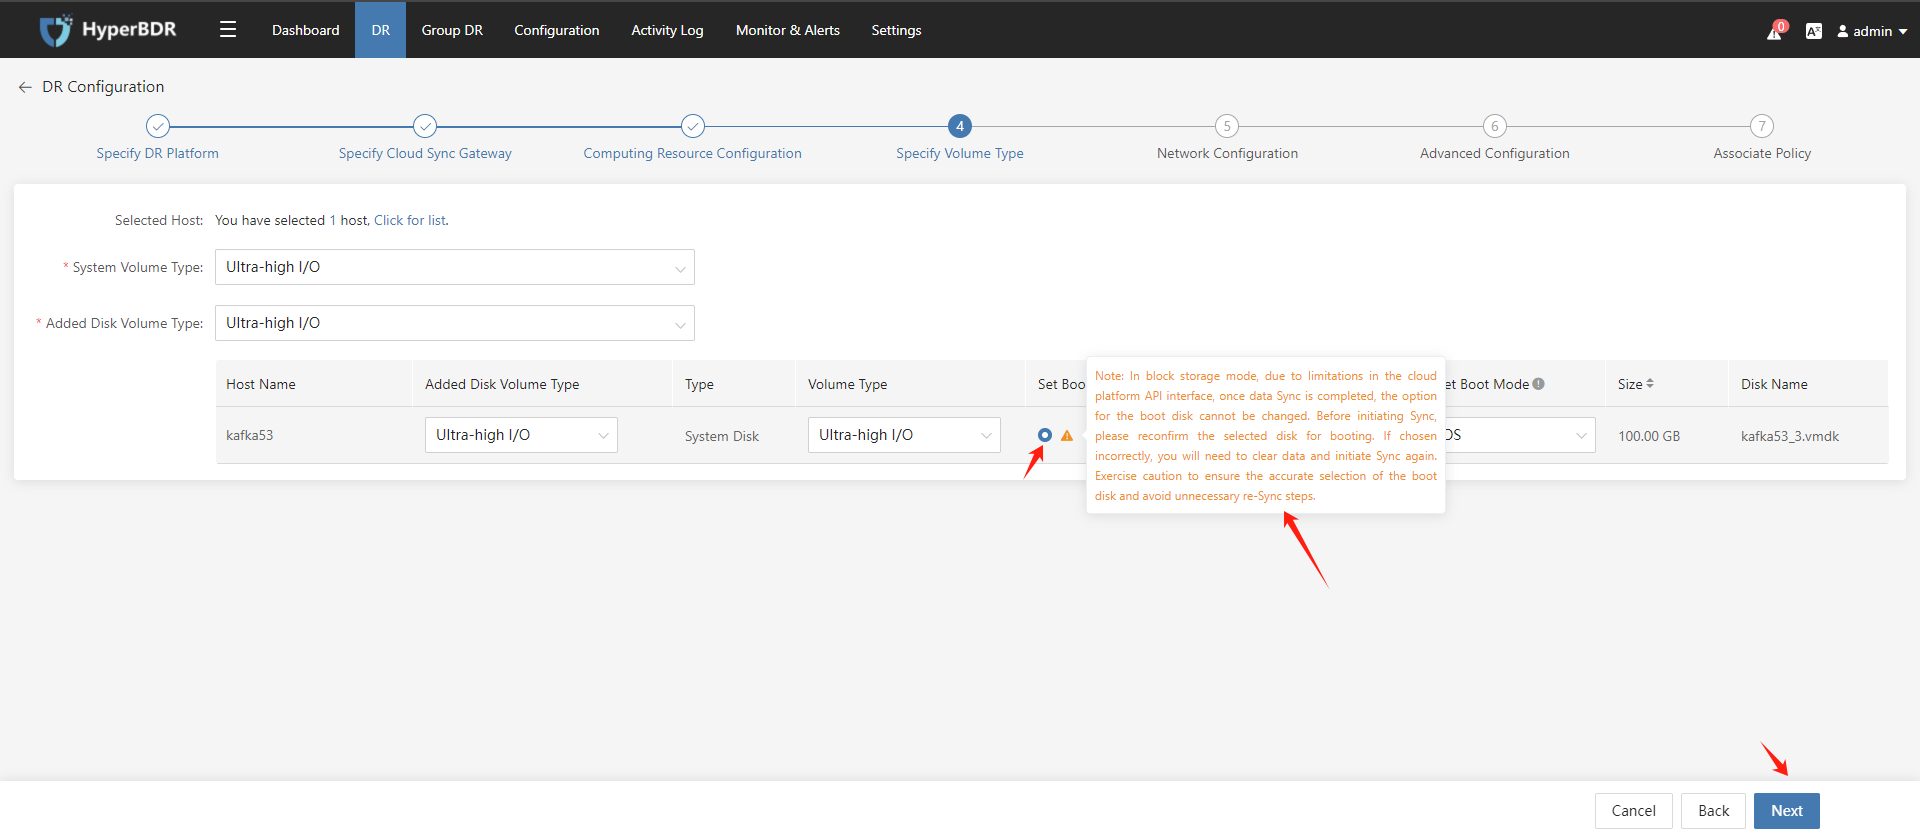 HyperBDR
Dashboard
DR
Group DR
Configuration
Activity Log
Monitor & Alerts
Settings
0
admin
DR Configuration
4
5
6
7
Specify DR Platform
Specify Cloud Sync Gateway
Computing Resource Configuration
Specify Volume Type
Network Configuration
Advanced Configuration
Associate Policy
Selected Host: You have selected 1 host, Click for list.
* System Volume Type: Ultra-high I/O
* Added Disk Volume Type: Ultra-high I/O
Host Name
Added Disk Volume Type
Type
Volume Type
Set Boo
et Boot Mode
Size
Disk Name
kafka53
Ultra-high I/O
System Disk
Ultra-high I/O
OS
100.00 GB
kafka53_3.vmdk
Note: In block storage mode, due to limitations in the cloud
platform API interface, once data Sync is completed, the option
for the boot disk cannot be changed. Before initiating Sync,
please reconfirm the selected disk for booting. If chosen
incorrectly, you will need to clear data and initiate Sync again.
Exercise caution to ensure the accurate selection of the boot
disk and avoid unnecessary re-Sync steps.
Cancel
Back
Next